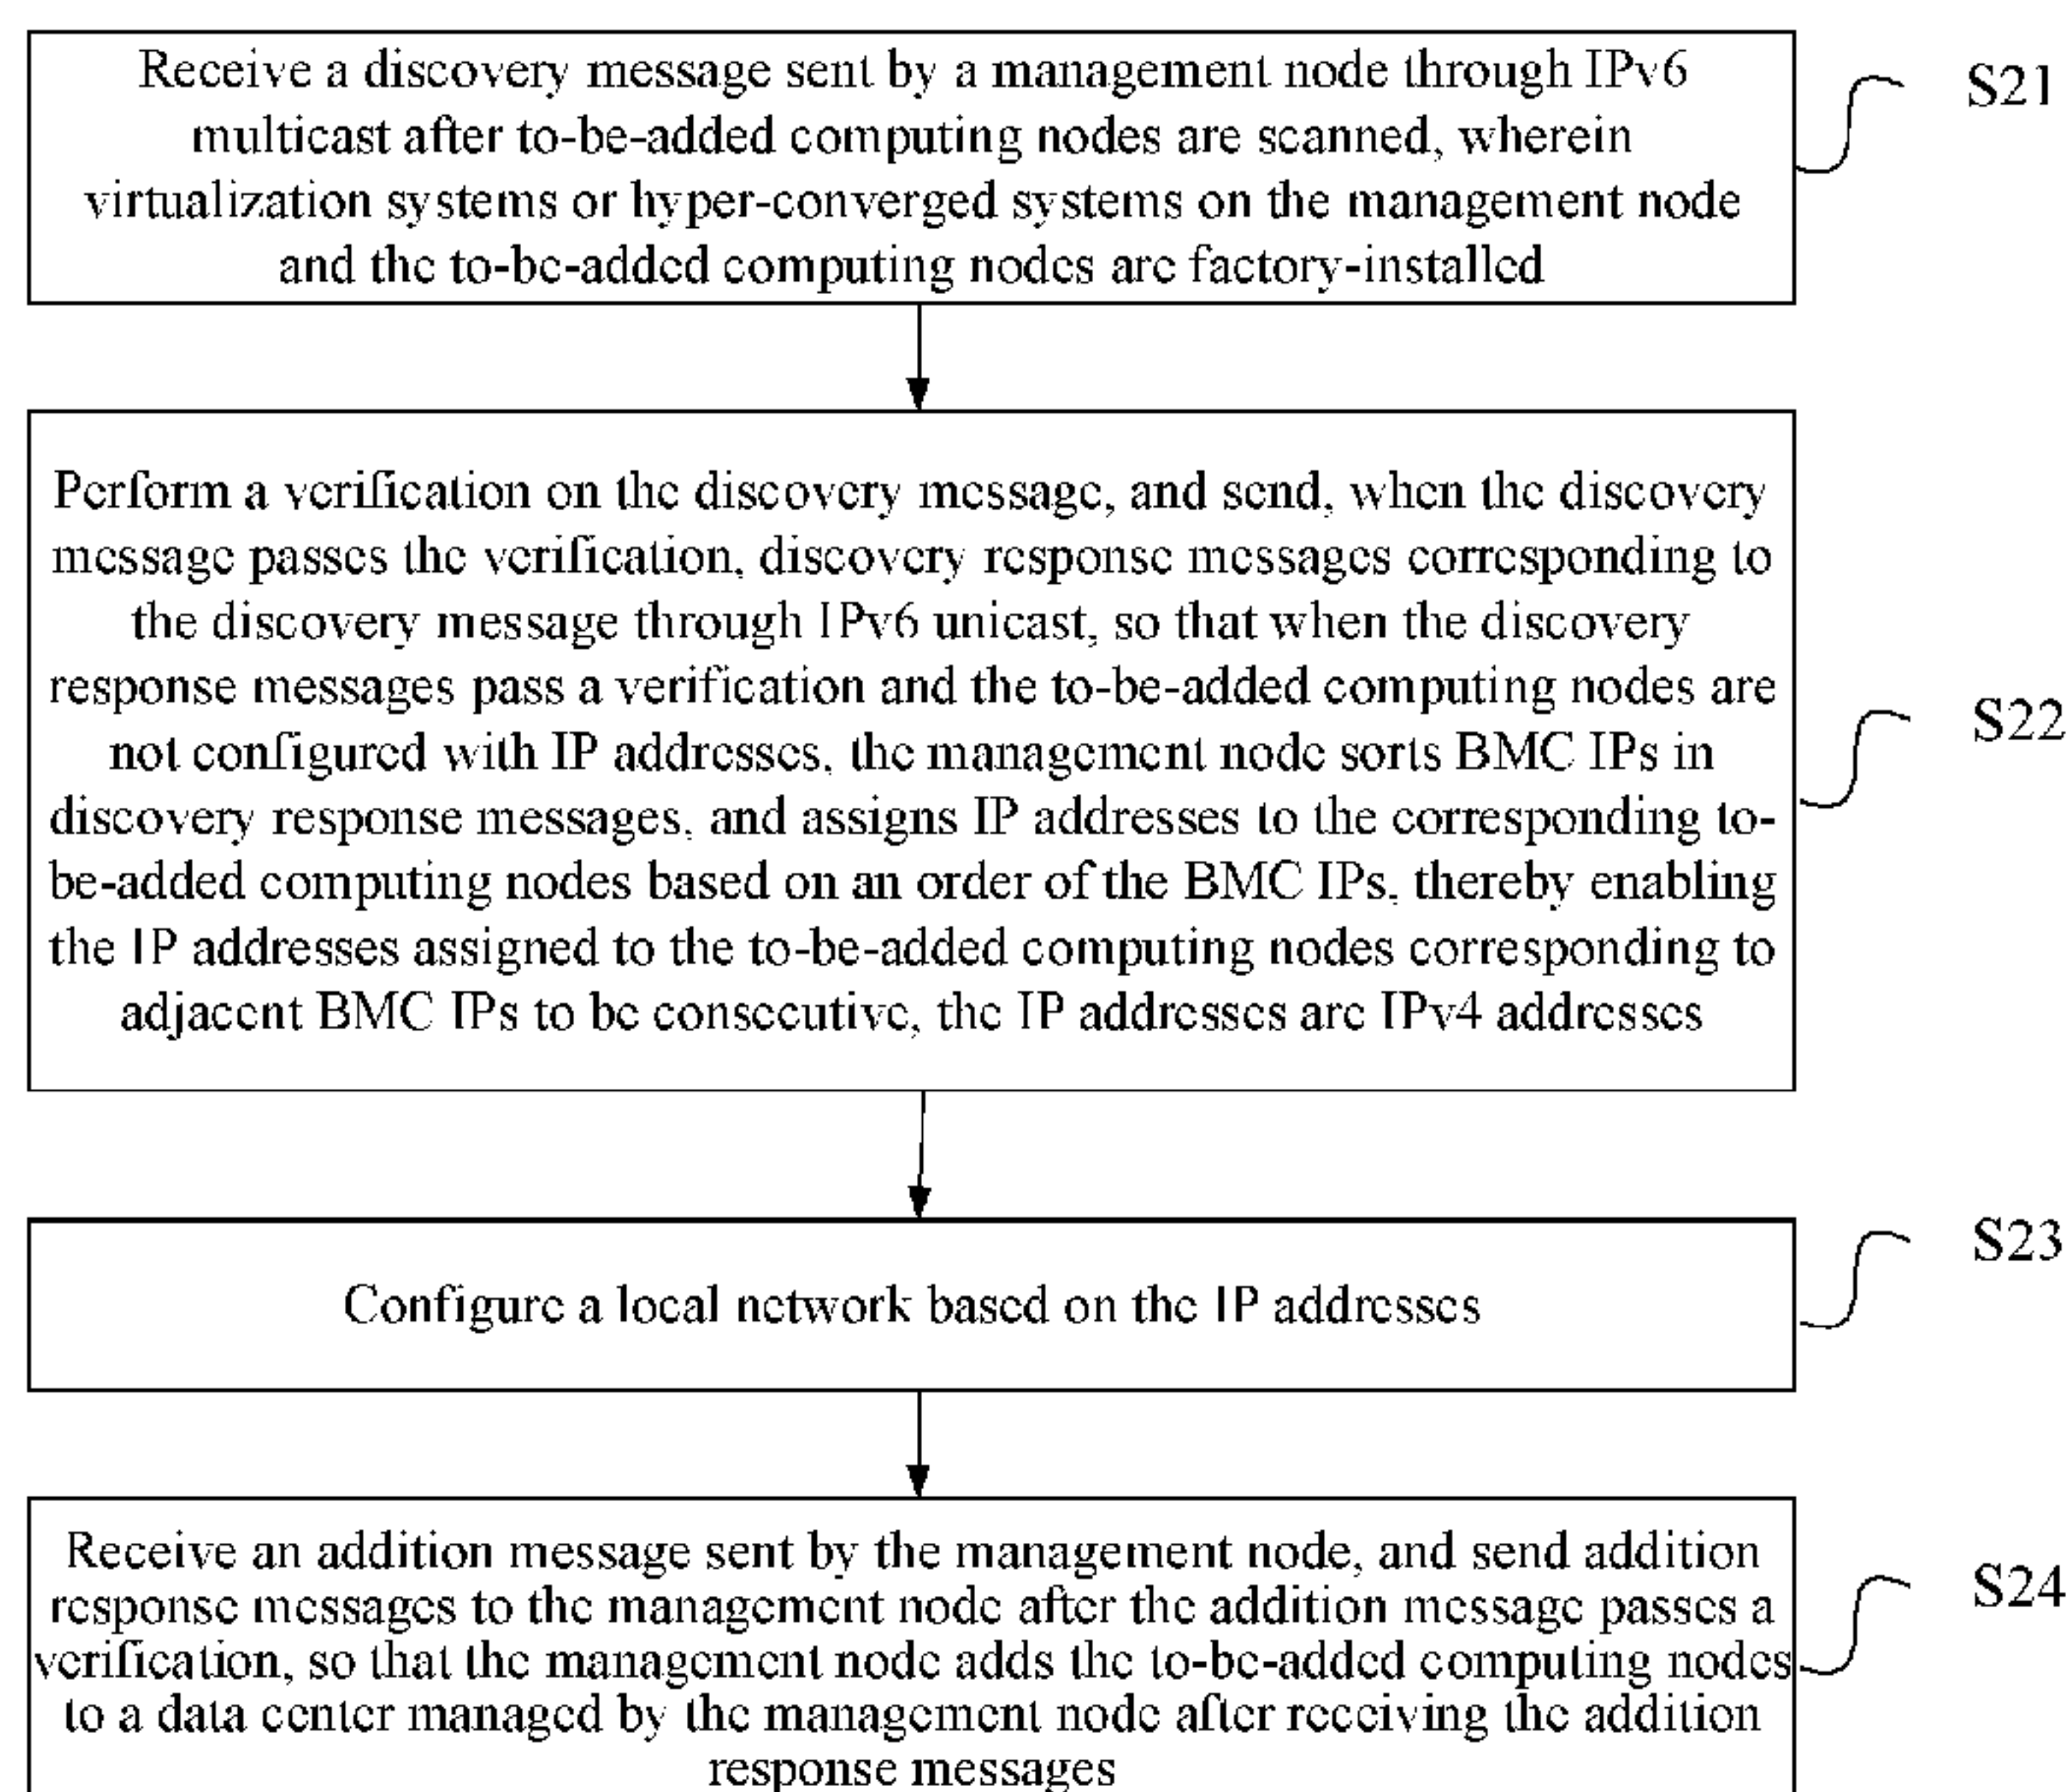 Receive a discovery message sent by a management node through IPv6
multicast after to-be-added computing nodes are scanned, wherein
virtualization systems or hyper-converged systems on the management node
and the to-be-added computing nodes are factory-installed
S21
Perform a verification on the discovery message, and send, when the discovery
message passes the verification, discovery response messages corresponding to
the discovery message through IPv6 unicast, so that when the discovery
response messages pass a verification and the to-be-added computing nodes are
not configured with IP addresses, the management node sorts BMC IPs in
discovery response messages, and assigns IP addresses to the corresponding to-
be-added computing nodes based on an order of the BMC IPs, thereby enabling
the IP addresses assigned to the to-be-added computing nodes corresponding to
adjacent BMC IPs to be consecutive, the IP addresses are IPv4 addresses
S22
Configure a local network based on the IP addresses
S23
Receive an addition message sent by the management node, and send addition
response messages to the management node after the addition message passes a
verification, so that the management node adds the to-be-added computing nodes
to a data center managed by the management node after receiving the addition
response messages
S24